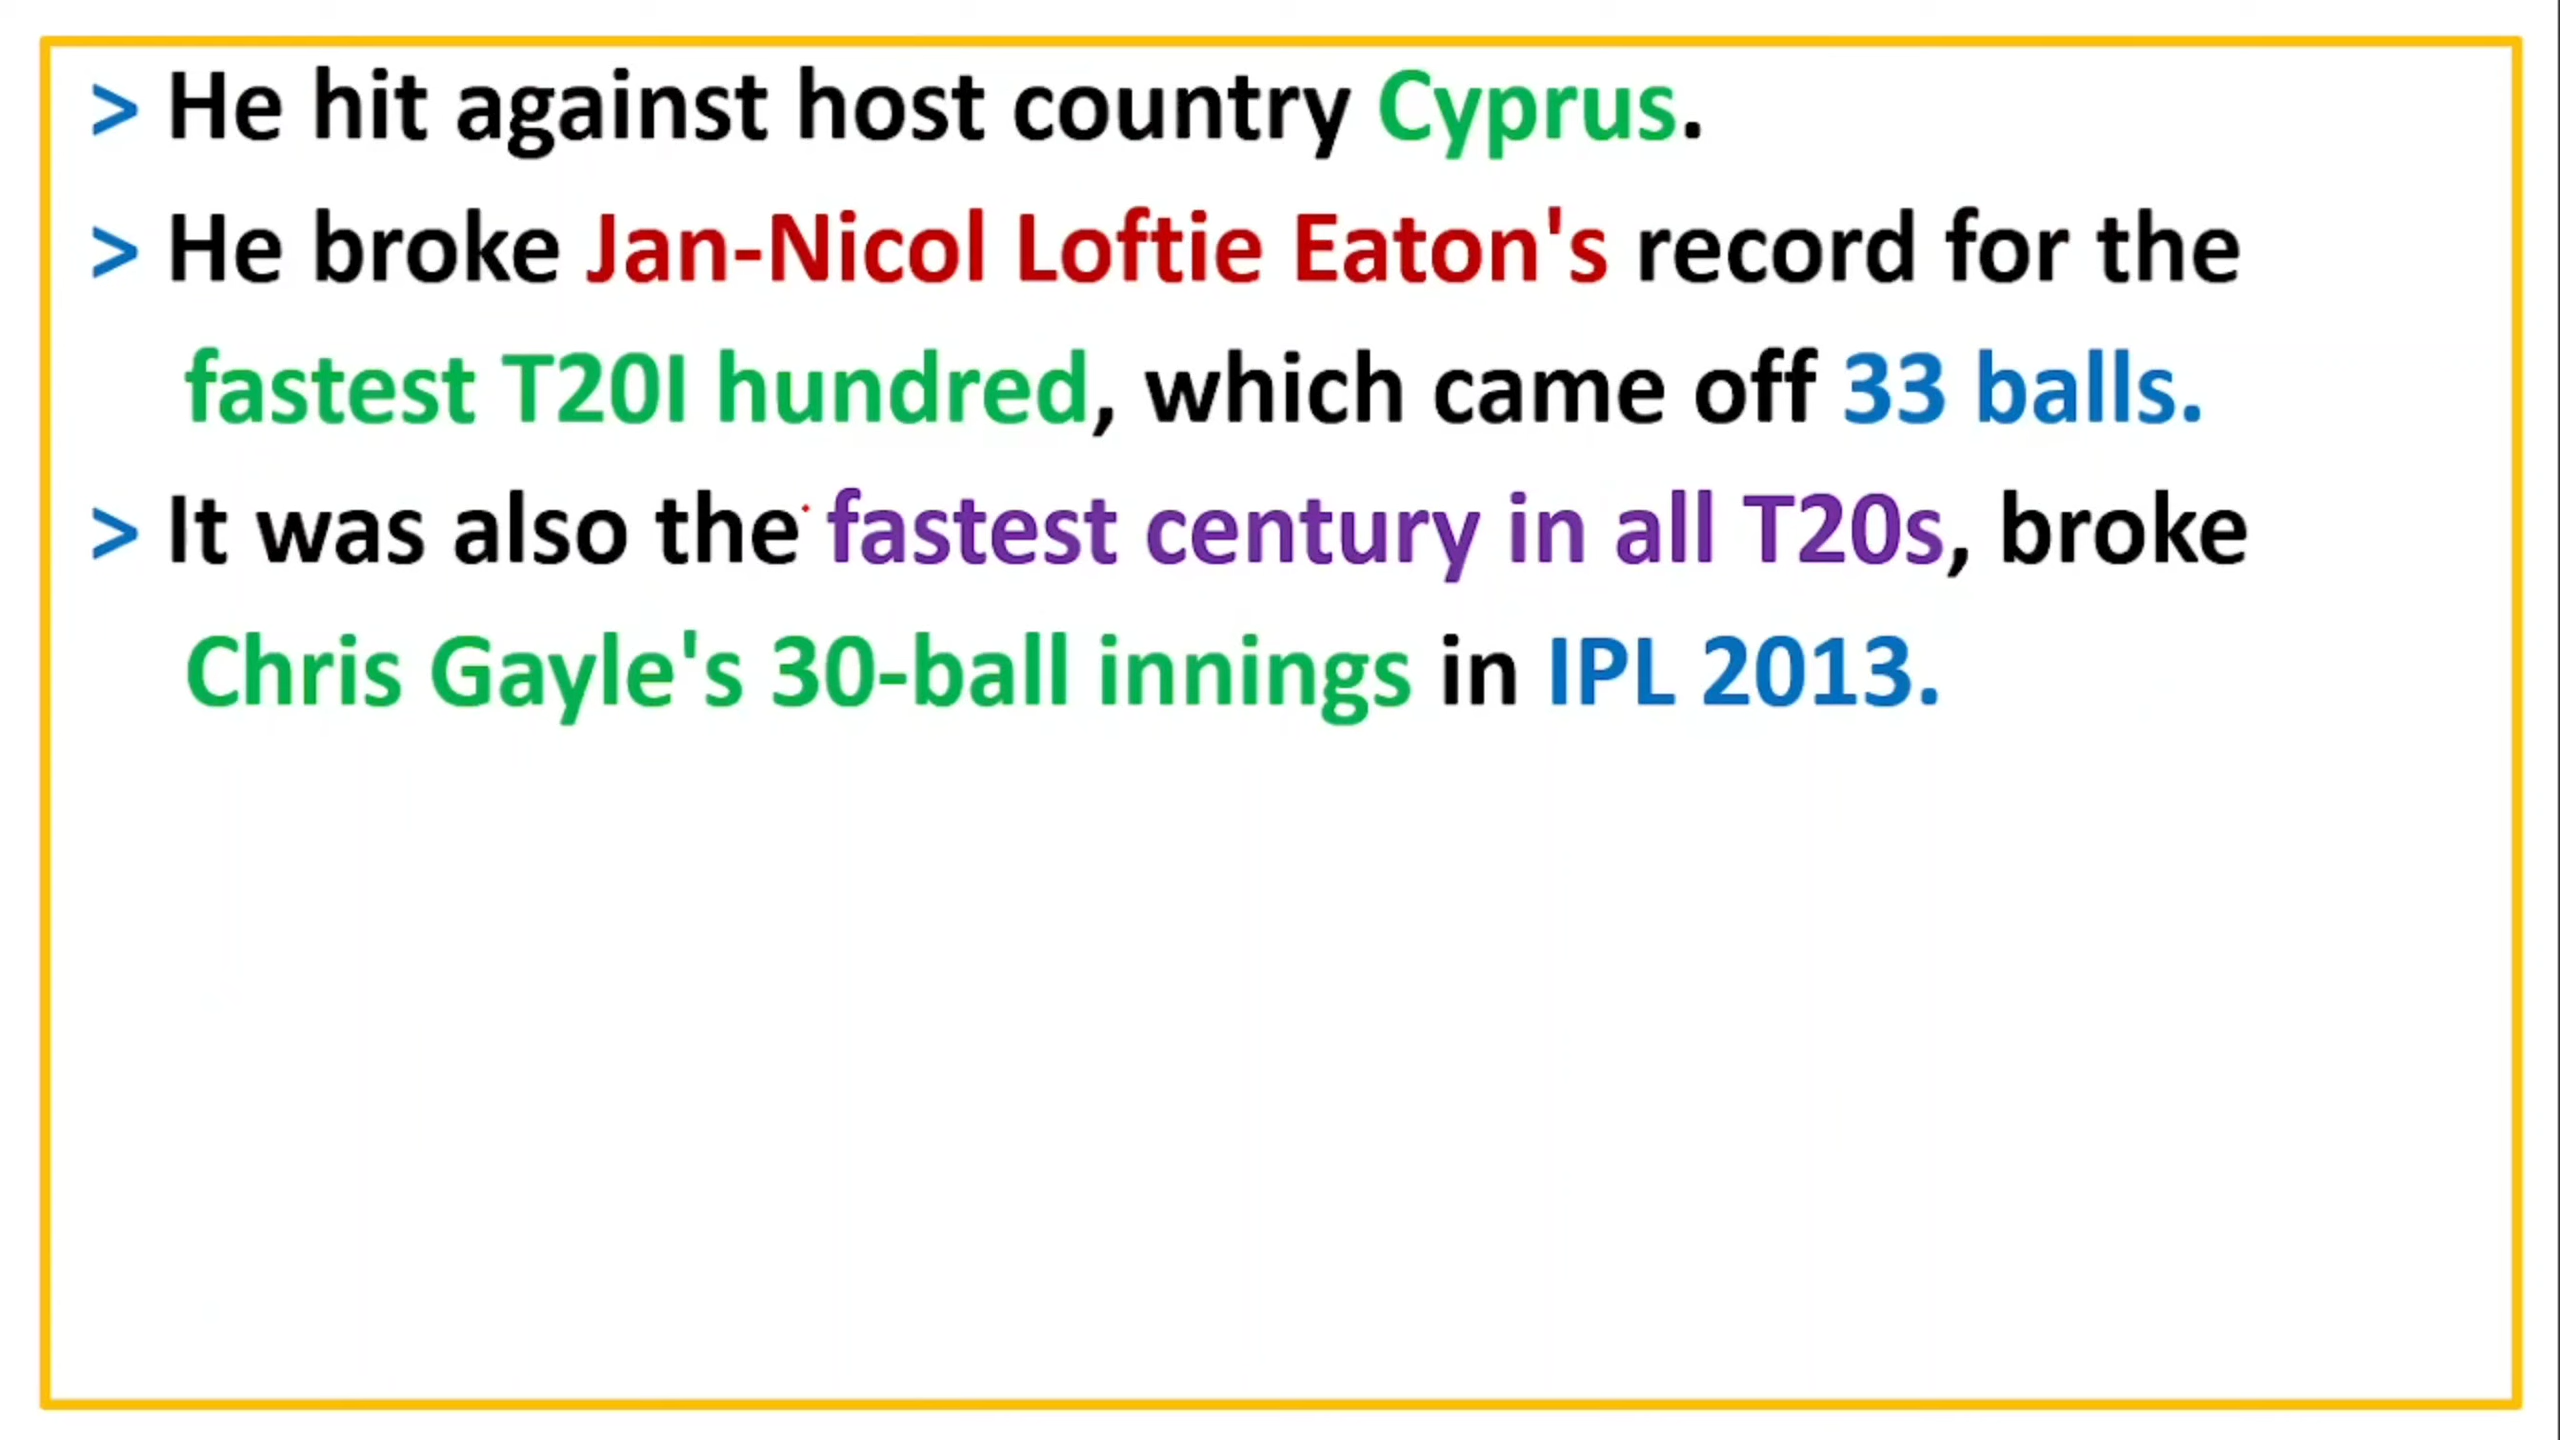 > He hit against host country Cyprus.
> He broke Jan-Nicol Loftie Eaton's record for the
fastest T20I hundred, which came off 33 balls.
> It was also the fastest century in all T20s, broke
Chris Gayle's 30-ball innings in IPL 2013.